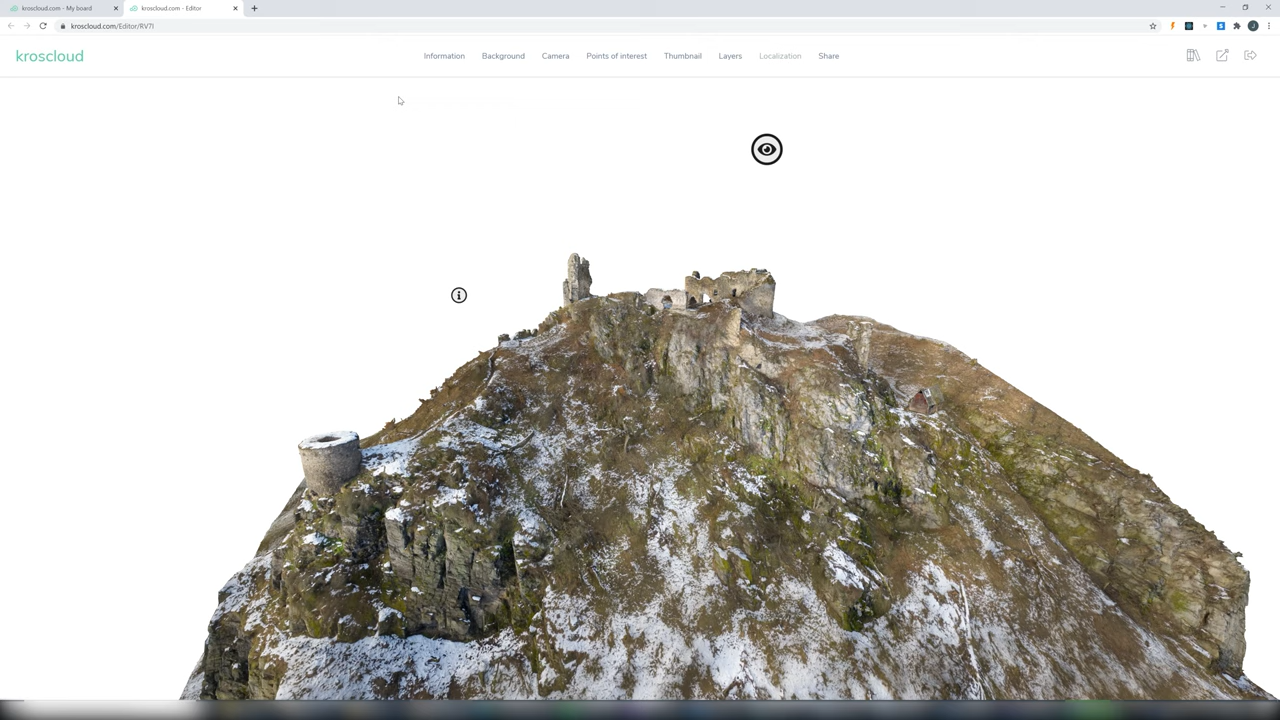 kroscloud.com - My board
kroscloud.com - Editor
kroscloud.com/Editor/RV7I
kroscloud
Information
Background
Camera
Points of interest
Thumbnail
Layers
Localization
Share